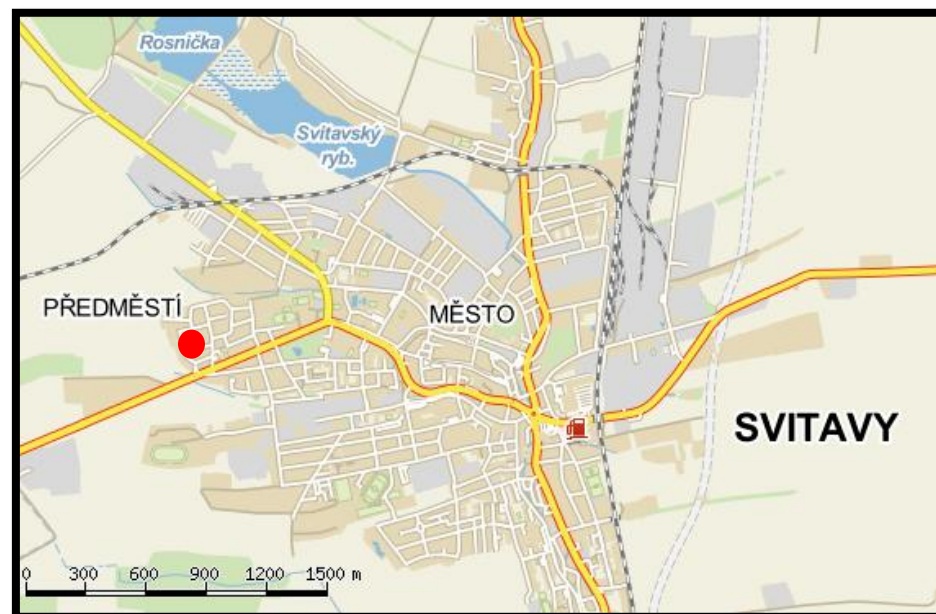 Rosnička
Svitavský
ryb.
PŘEDMĚSTÍ
MĚSTO
SVITAVY
0 300 600 900 1200 1500 m